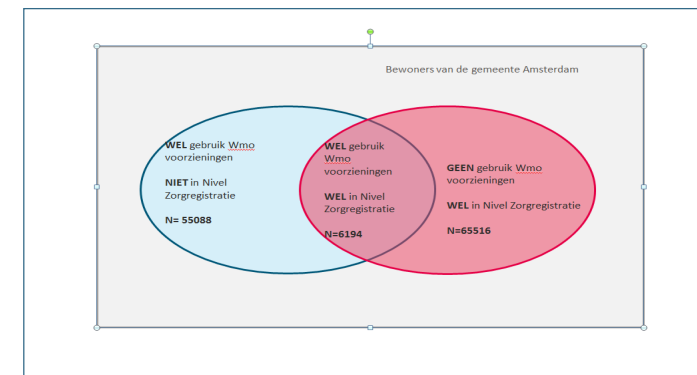 Bewoners van de gemeente Amsterdam
WEL gebruik Wmo
voorzieningen
NIET in Nivel
Zorgregistratie
N= 55088
WEL gebruik
Wmo
voorzieningen
WEL in Nivel
Zorgregistratie
N=6194
GEEN gebruik Wmo
voorzieningen
WEL in Nivel Zorgregistratie
N=65516